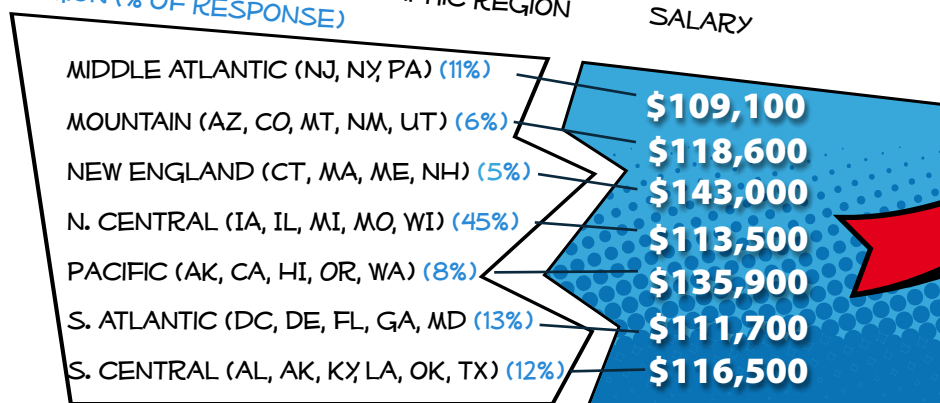 (% OF RESPONSE)
REGION
SALARY
MIDDLE ATLANTIC (NJ, NY, PA) (11%) $109,100
MOUNTAIN (AZ, CO, MT, NM, UT) (6%) $118,600
NEW ENGLAND (CT, MA, ME, NH) (5%) $143,000
N. CENTRAL (IA, IL, MI, MO, WI) (45%) $113,500
PACIFIC (AK, CA, HI, OR, WA) (8%) $135,900
S. ATLANTIC (DC, DE, FL, GA, MD (13%) $111,700
S. CENTRAL (AL, AK, KY, LA, OK, TX) (12%) $116,500